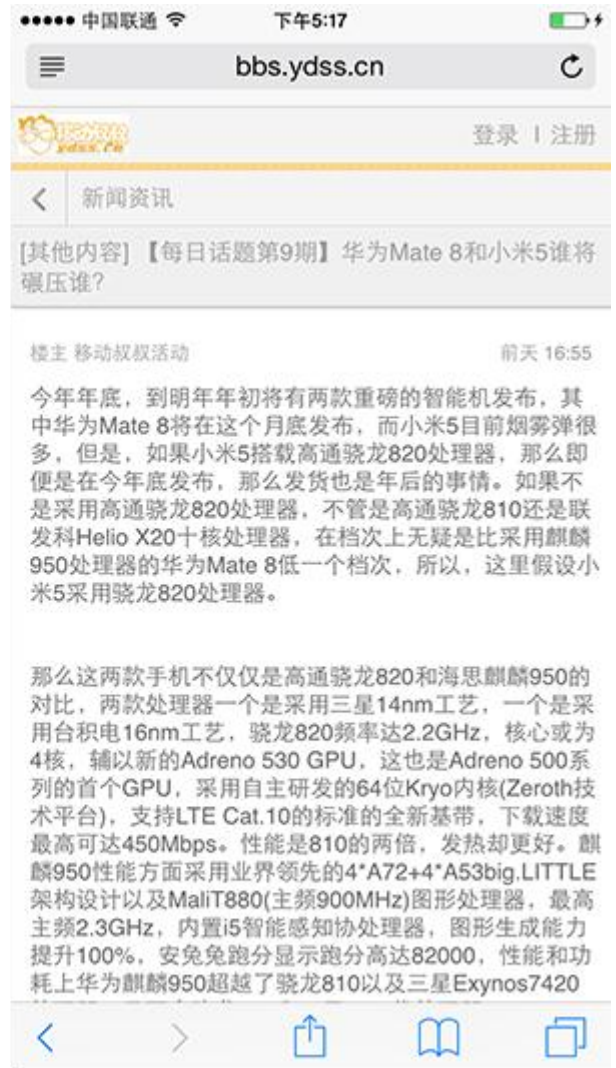 中国联通
下午5:17
bbs.ydss.cn
ydss.cn
登录 | 注册
新闻资讯
[其他内容] 【每日话题第9期】华为Mate 8和小米5谁将
碾压谁?
楼主 移动叔叔活动
前天 16:55
今年年底，到明年年初将有两款重磅的智能机发布，其
中华为Mate 8将在这个月底发布，而小米5目前烟雾弹很
多，但是，如果小米5搭载高通骁龙820处理器，那么即
便是在今年底发布，那么发货也是年后的事情。如果不
是采用高通骁龙820处理器，不管是高通骁龙810还是联
发科Helio X20十核处理器，在档次上无疑是比采用麒麟
950处理器的华为Mate 8低一个档次，所以，这里假设小
米5采用骁龙820处理器。
那么这两款手机不仅仅是高通骁龙820和海思麒麟950的
对比，两款处理器一个是采用三星14nm工艺，一个是采
用台积电16nm工艺，骁龙820频率达2.2GHz，核心或为
4核，辅以新的Adreno 530 GPU，这也是Adreno 500系
列的首个GPU，采用自主研发的64位Kryo内核(Zeroth技
术平台)，支持LTE Cat.10的标准的全新基带，下载速度
最高可达450Mbps。性能是810的两倍，发热却更好。麒
麟950性能方面采用业界领先的4*A72+4*A53big.LITTLE
架构设计以及MaliT880(主频900MHz)图形处理器，最高
主频2.3GHz，内置i5智能感知协处理器，图形生成能力
提升100%，安兔兔跑分显示跑分高达82000，性能和功
耗上华为麒麟950超越了骁龙810以及三星Exynos7420